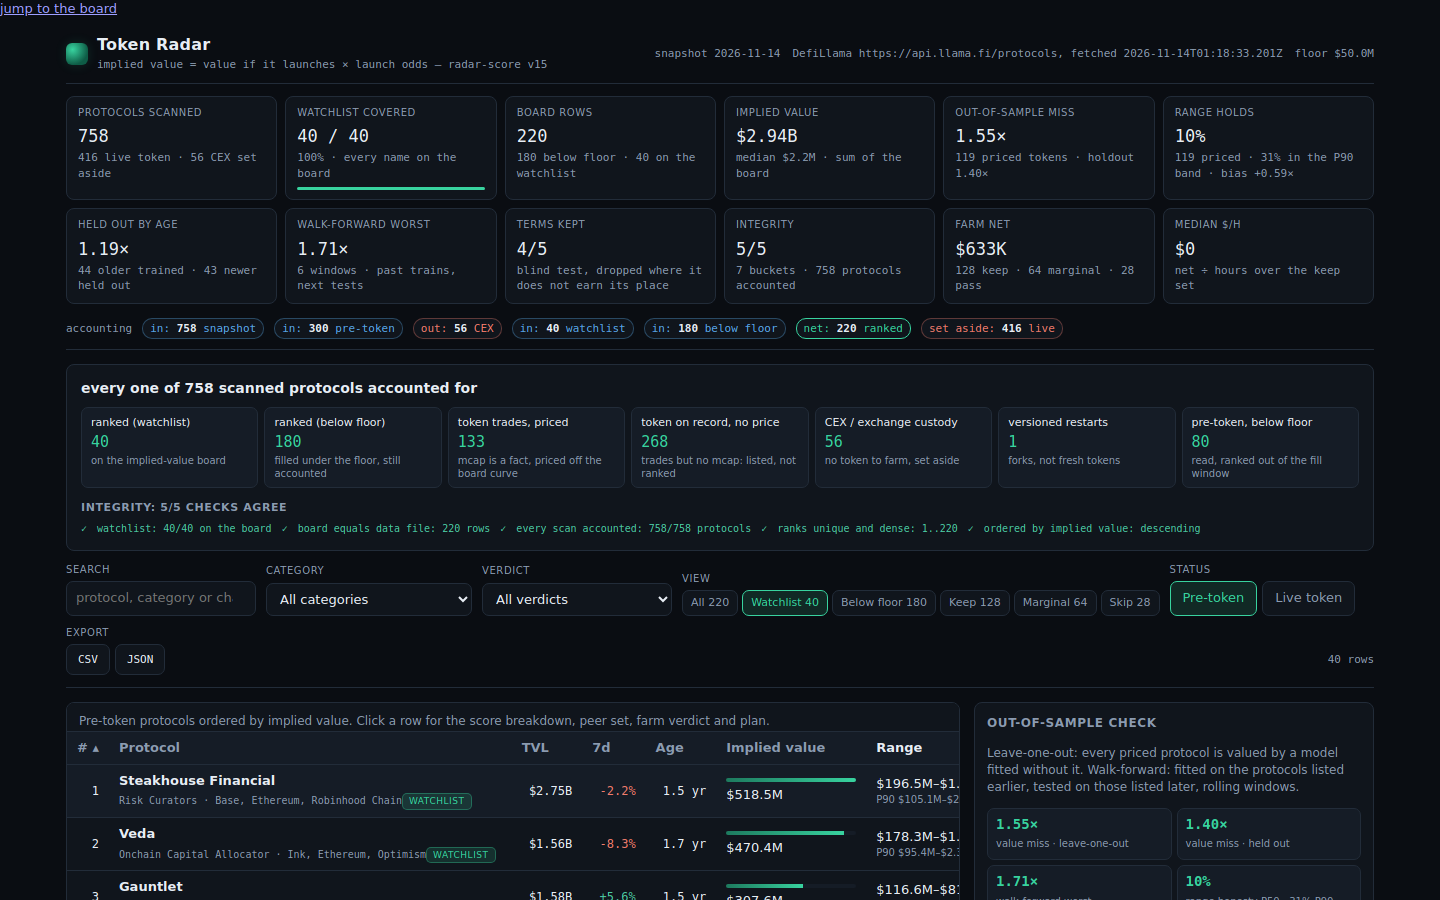 jump to the board
Token Radar
implied value = value if it launches × launch odds — radar-score v15
snapshot 2026-11-14 DefiLlama https://api.llama.fi/protocols, fetched 2026-11-14T01:18:33.201Z floor $50.0M
PROTOCOLS SCANNED
758
416 live token · 56 CEX set
aside
WATCHLIST COVERED
40 / 40
100% · every name on the
board
BOARD ROWS
220
180 below floor · 40 on the
watchlist
IMPLIED VALUE
$2.94B
median $2.2M · sum of the
board
OUT-OF-SAMPLE MISS
1.55×
119 priced tokens · holdout
1.40×
RANGE HOLDS
10%
119 priced · 31% in the P90
band · bias +0.59×
HELD OUT BY AGE
1.19×
44 older trained · 43 newer
held out
WALK-FORWARD WORST
1.71×
6 windows · past trains,
next tests
TERMS KEPT
4/5
blind test, dropped where it
does not earn its place
INTEGRITY
5/5
7 buckets · 758 protocols
accounted
FARM NET
$633K
128 keep · 64 marginal · 28
pass
MEDIAN $/H
$0
net ÷ hours over the keep
set
accounting in: 758 snapshot in: 300 pre-token out: 56 CEX in: 40 watchlist in: 180 below floor net: 220 ranked set aside: 416 live
every one of 758 scanned protocols accounted for
ranked (watchlist)
40
on the implied-value board
ranked (below floor)
180
filled under the floor, still
accounted
token trades, priced
133
mcap is a fact, priced off the
board curve
token on record, no price
268
trades but no mcap: listed, not
ranked
CEX / exchange custody
56
no token to farm, set aside
versioned restarts
1
forks, not fresh tokens
pre-token, below floor
80
read, ranked out of the fill
window
INTEGRITY: 5/5 CHECKS AGREE
✓ watchlist: 40/40 on the board ✓ board equals data file: 220 rows ✓ every scan accounted: 758/758 protocols ✓ ranks unique and dense: 1..220 ✓ ordered by implied value: descending
SEARCH
protocol, category or ch
CATEGORY
All categories
VERDICT
All verdicts
VIEW
All 220 Watchlist 40 Below floor 180 Keep 128 Marginal 64 Skip 28
STATUS
Pre-token Live token
EXPORT
CSV JSON
40 rows
Pre-token protocols ordered by implied value. Click a row for the score breakdown, peer set, farm verdict and plan.
# ▲ Protocol TVL 7d Age Implied value Range
1 Steakhouse Financial
Risk Curators · Base, Ethereum, Robinhood Chain WATCHLIST
$2.75B -2.2% 1.5 yr $518.5M $196.5M–$1.
P90 $105.1M–$2
2 Veda
Onchain Capital Allocator · Ink, Ethereum, Optimism WATCHLIST
$1.56B -8.3% 1.7 yr $470.4M $178.3M–$1.
P90 $95.4M–$2.
3 Gauntlet
$1.58B +5.6% 1.5 yr $307.6M $116.6M–$81
OUT-OF-SAMPLE CHECK
Leave-one-out: every priced protocol is valued by a model
fitted without it. Walk-forward: fitted on the protocols listed
earlier, tested on those listed later, rolling windows.
1.55×
value miss · leave-one-out
1.40×
value miss · held out
1.71×
10%